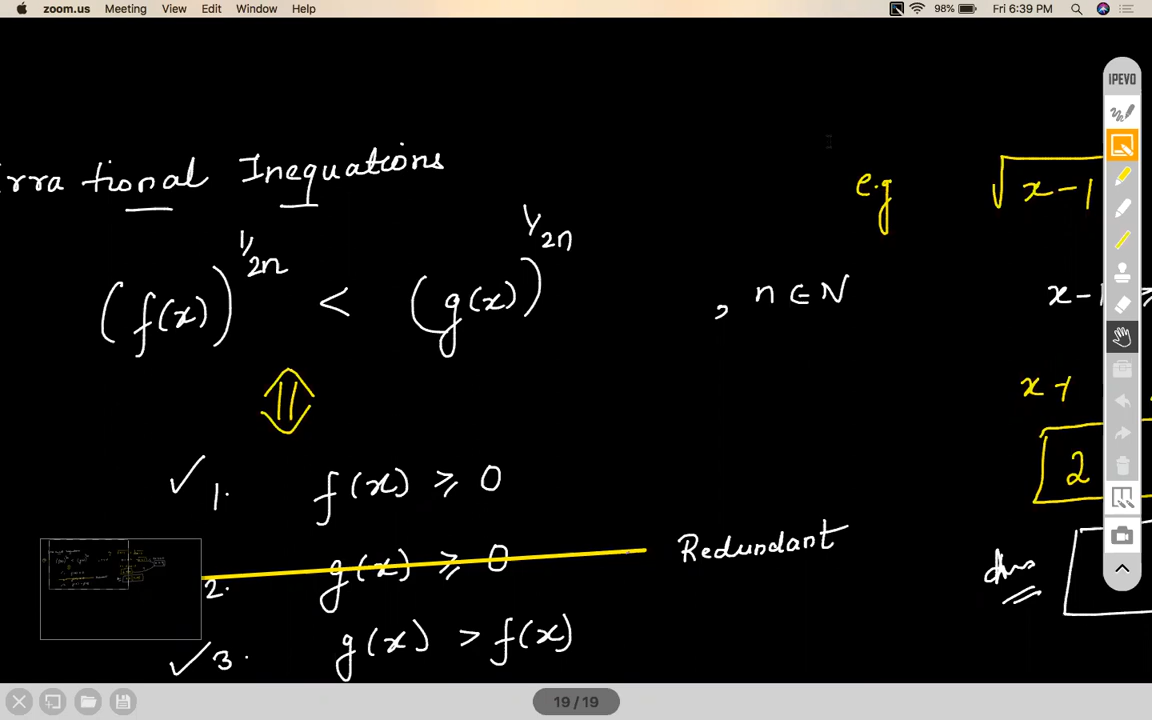 zoom.us Meeting View Edit Window Help 98% Fri 6:39 PM
IPEVO
Irrational Inequations
(f(x))^{1/2n} < (g(x))^{1/2n} , n ∈ N
✓ 1. f(x) ⩾ 0
2. g(x) ⩾ 0 Redundant
✓ 3. g(x) > f(x)
e.g √x-1
x-1 ⩾
2
19 / 19